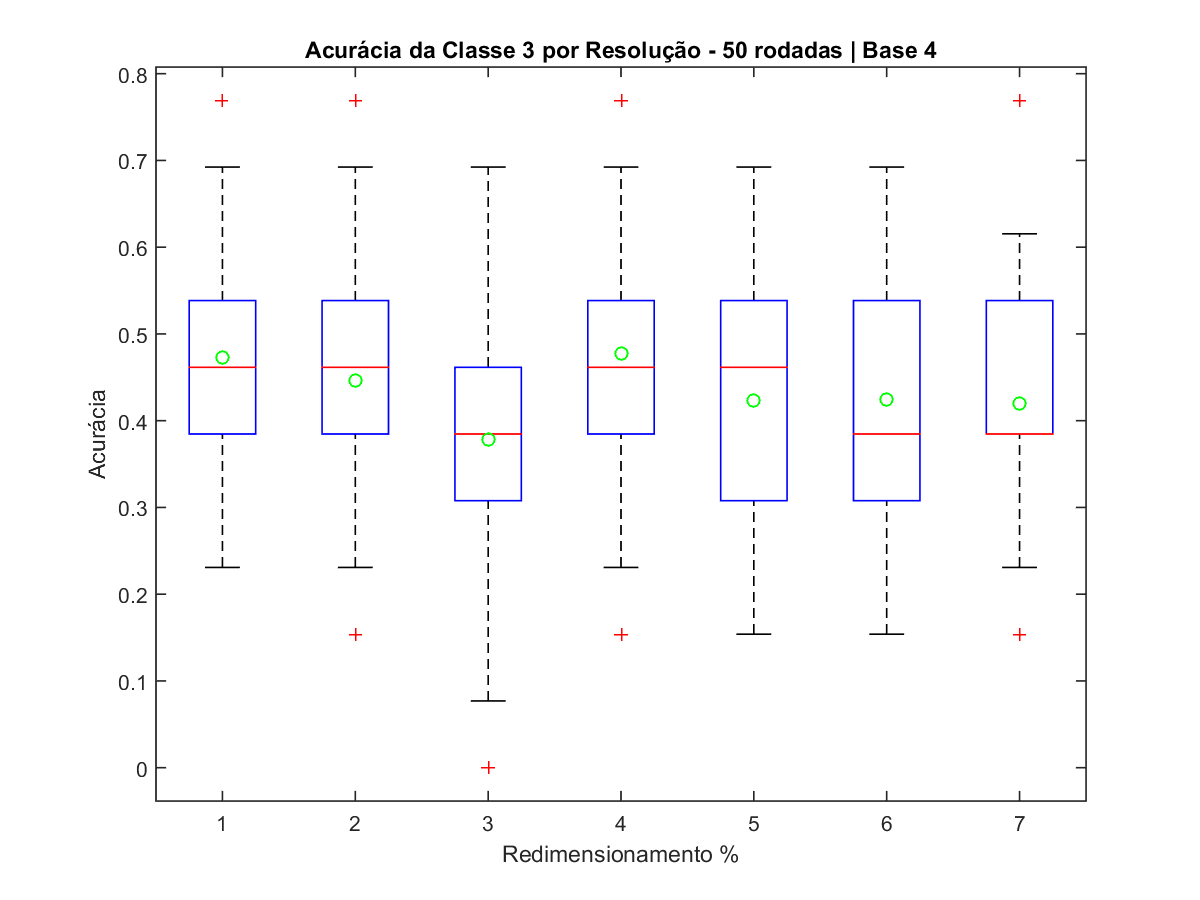 Acurácia da Classe 3 por Resolução - 50 rodadas | Base 4
0.8
0.7
0.6
0.5
0.4
0.3
0.2
0.1
0
Acurácia
1 2 3 4 5 6 7
Redimensionamento %